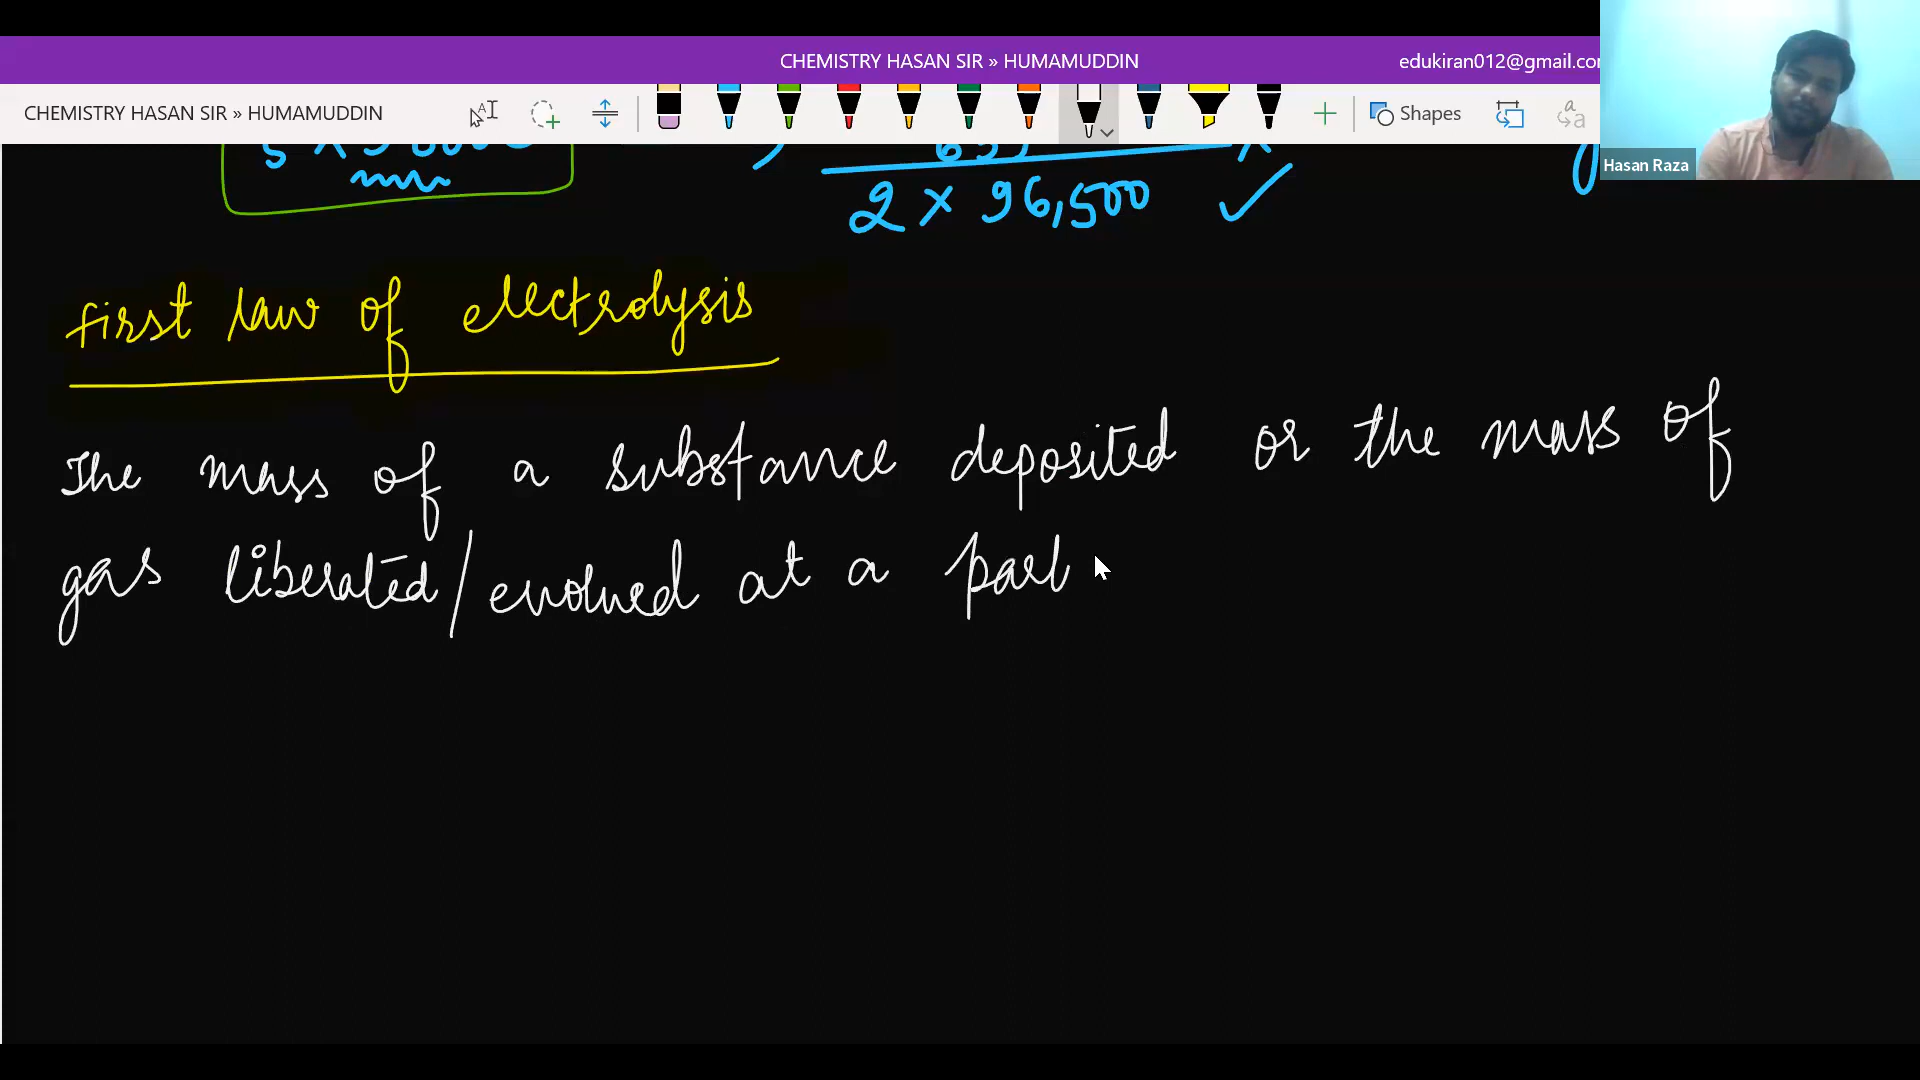 CHEMISTRY HASAN SIR » HUMAMUDDIN
edukiran012@gmail.co
CHEMISTRY HASAN SIR » HUMAMUDDIN
Shapes
Hasan Raza
2 × 96,500
first law of electrolysis
The mass of a substance deposited or the mass of
gas liberated/evolved at a part